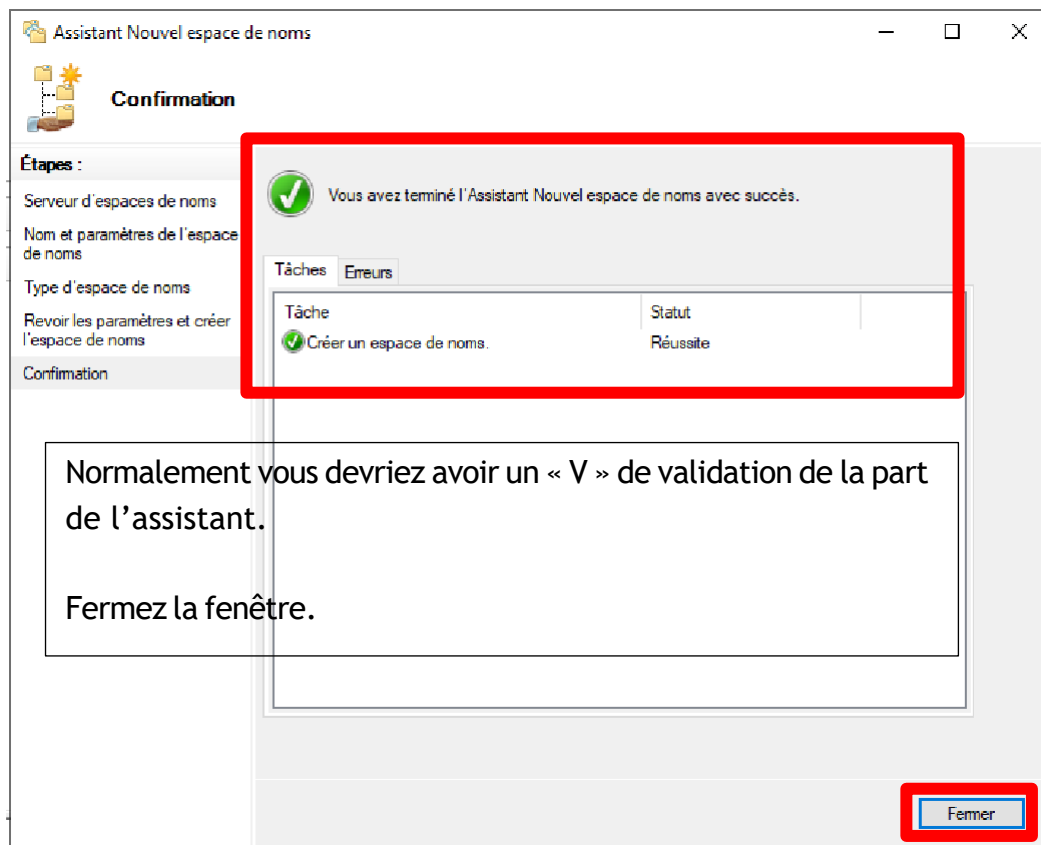 Assistant Nouvel espace de noms
Confirmation
Étapes :
Serveur d'espaces de noms
Nom et paramètres de l'espace
de noms
Type d'espace de noms
Revoir les paramètres et créer
l'espace de noms
Confirmation
Vous avez terminé l'Assistant Nouvel espace de noms avec succès.
Tâches Erreurs
Tâche Statut
Créer un espace de noms. Réussite
Normalement vous devriez avoir un « V » de validation de la part
de l'assistant.
Fermez la fenêtre.
Fermer